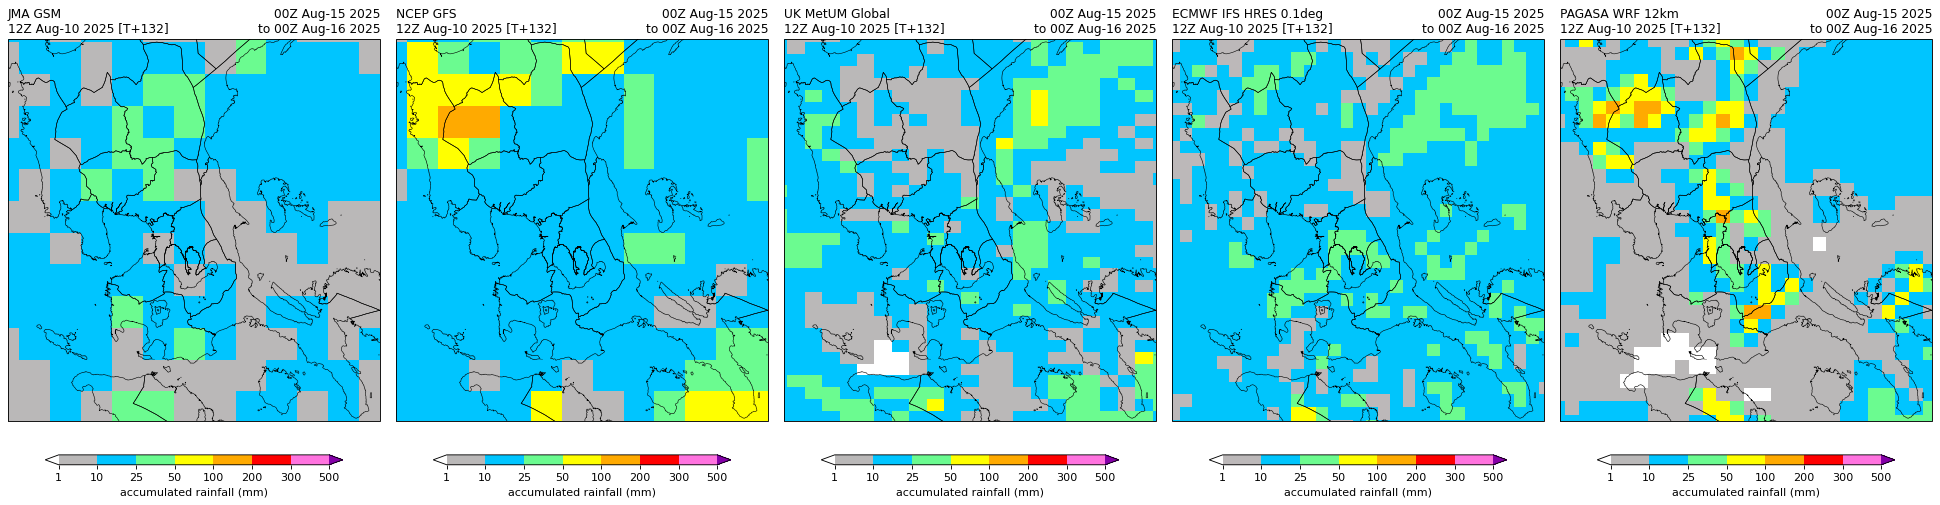 JMA GSM 00Z Aug-15 2025
12Z Aug-10 2025 [T+132] to 00Z Aug-16 2025
NCEP GFS 00Z Aug-15 2025
12Z Aug-10 2025 [T+132] to 00Z Aug-16 2025
UK MetUM Global 00Z Aug-15 2025
12Z Aug-10 2025 [T+132] to 00Z Aug-16 2025
ECMWF IFS HRES 0.1deg 00Z Aug-15 2025
12Z Aug-10 2025 [T+132] to 00Z Aug-16 2025
PAGASA WRF 12km 00Z Aug-15 2025
12Z Aug-10 2025 [T+132] to 00Z Aug-16 2025
1 10 25 50 100 200 300 500
accumulated rainfall (mm)
1 10 25 50 100 200 300 500
accumulated rainfall (mm)
1 10 25 50 100 200 300 500
accumulated rainfall (mm)
1 10 25 50 100 200 300 500
accumulated rainfall (mm)
1 10 25 50 100 200 300 500
accumulated rainfall (mm)